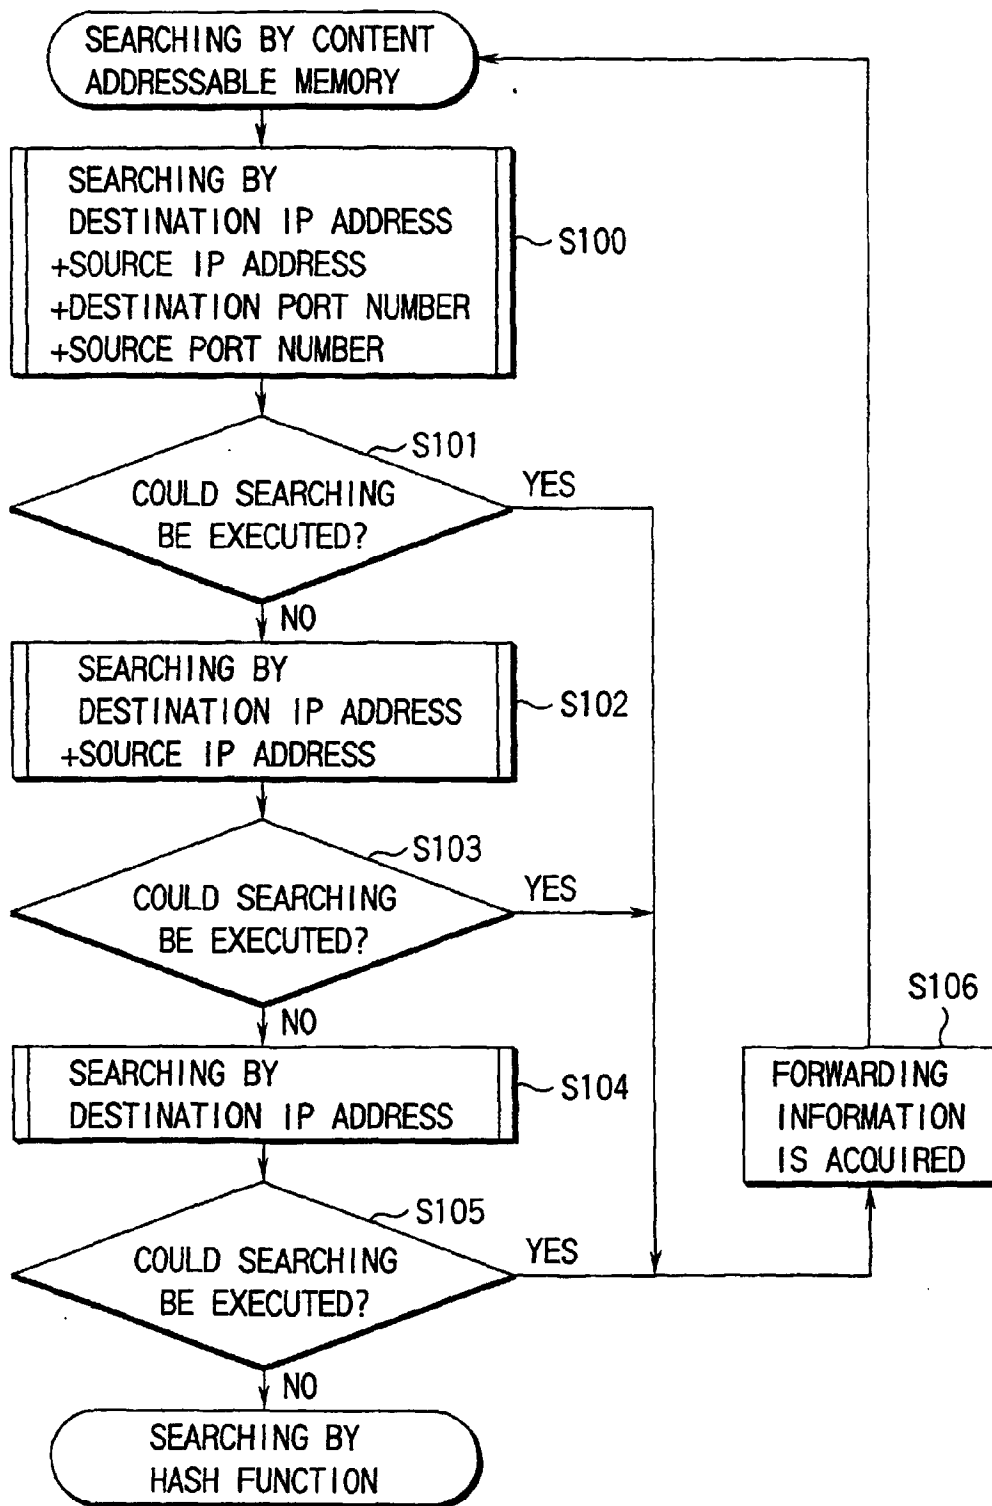 SEARCHING BY CONTENT
ADDRESSABLE MEMORY
SEARCHING BY
DESTINATION IP ADDRESS
+SOURCE IP ADDRESS
+DESTINATION PORT NUMBER
+SOURCE PORT NUMBER
S100
S101
COULD SEARCHING
BE EXECUTED?
YES
NO
SEARCHING BY
DESTINATION IP ADDRESS
+SOURCE IP ADDRESS
S102
S103
COULD SEARCHING
BE EXECUTED?
YES
NO
SEARCHING BY
DESTINATION IP ADDRESS
S104
S106
FORWARDING
INFORMATION
IS ACQUIRED
S105
COULD SEARCHING
BE EXECUTED?
YES
NO
SEARCHING BY
HASH FUNCTION